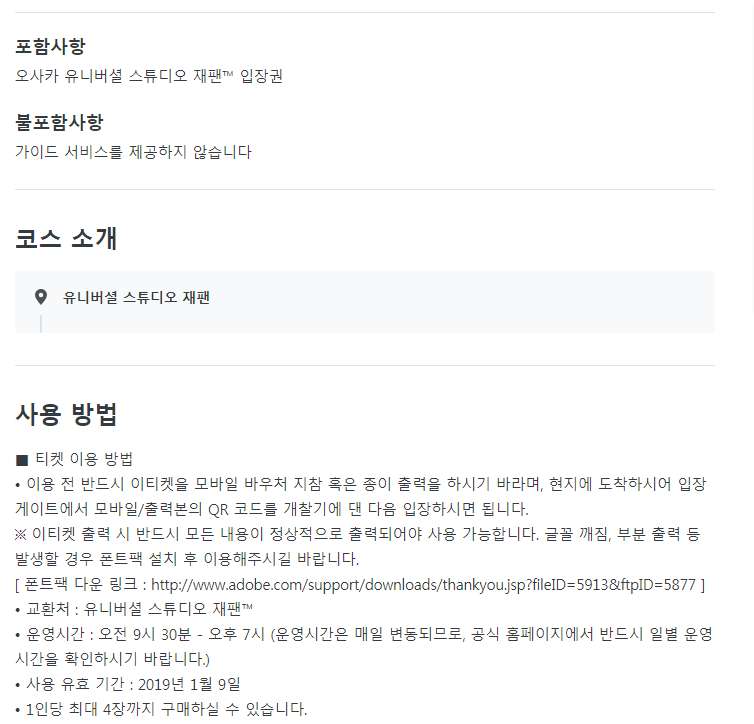 포함사항
오사카 유니버셜 스튜디오 재팬™ 입장권
불포함사항
가이드 서비스를 제공하지 않습니다
코스 소개
유니버셜 스튜디오 재팬
사용 방법
■ 티켓 이용 방법
• 이용 전 반드시 이티켓을 모바일 바우처 지참 혹은 종이 출력을 하시기 바라며, 현지에 도착하시어 입장
게이트에서 모바일/출력본의 QR 코드를 개찰기에 댄 다음 입장하시면 됩니다.
※ 이티켓 출력 시 반드시 모든 내용이 정상적으로 출력되어야 사용 가능합니다. 글꼴 깨짐, 부분 출력 등
발생할 경우 폰트팩 설치 후 이용해주시길 바랍니다.
[ 폰트팩 다운 링크 : http://www.adobe.com/support/downloads/thankyou.jsp?fileID=5913&ftpID=5877 ]
• 교환처 : 유니버셜 스튜디오 재팬™
• 운영시간 : 오전 9시 30분 - 오후 7시 (운영시간은 매일 변동되므로, 공식 홈페이지에서 반드시 일별 운영
시간을 확인하시기 바랍니다.)
• 사용 유효 기간 : 2019년 1월 9일
• 1인당 최대 4장까지 구매하실 수 있습니다.